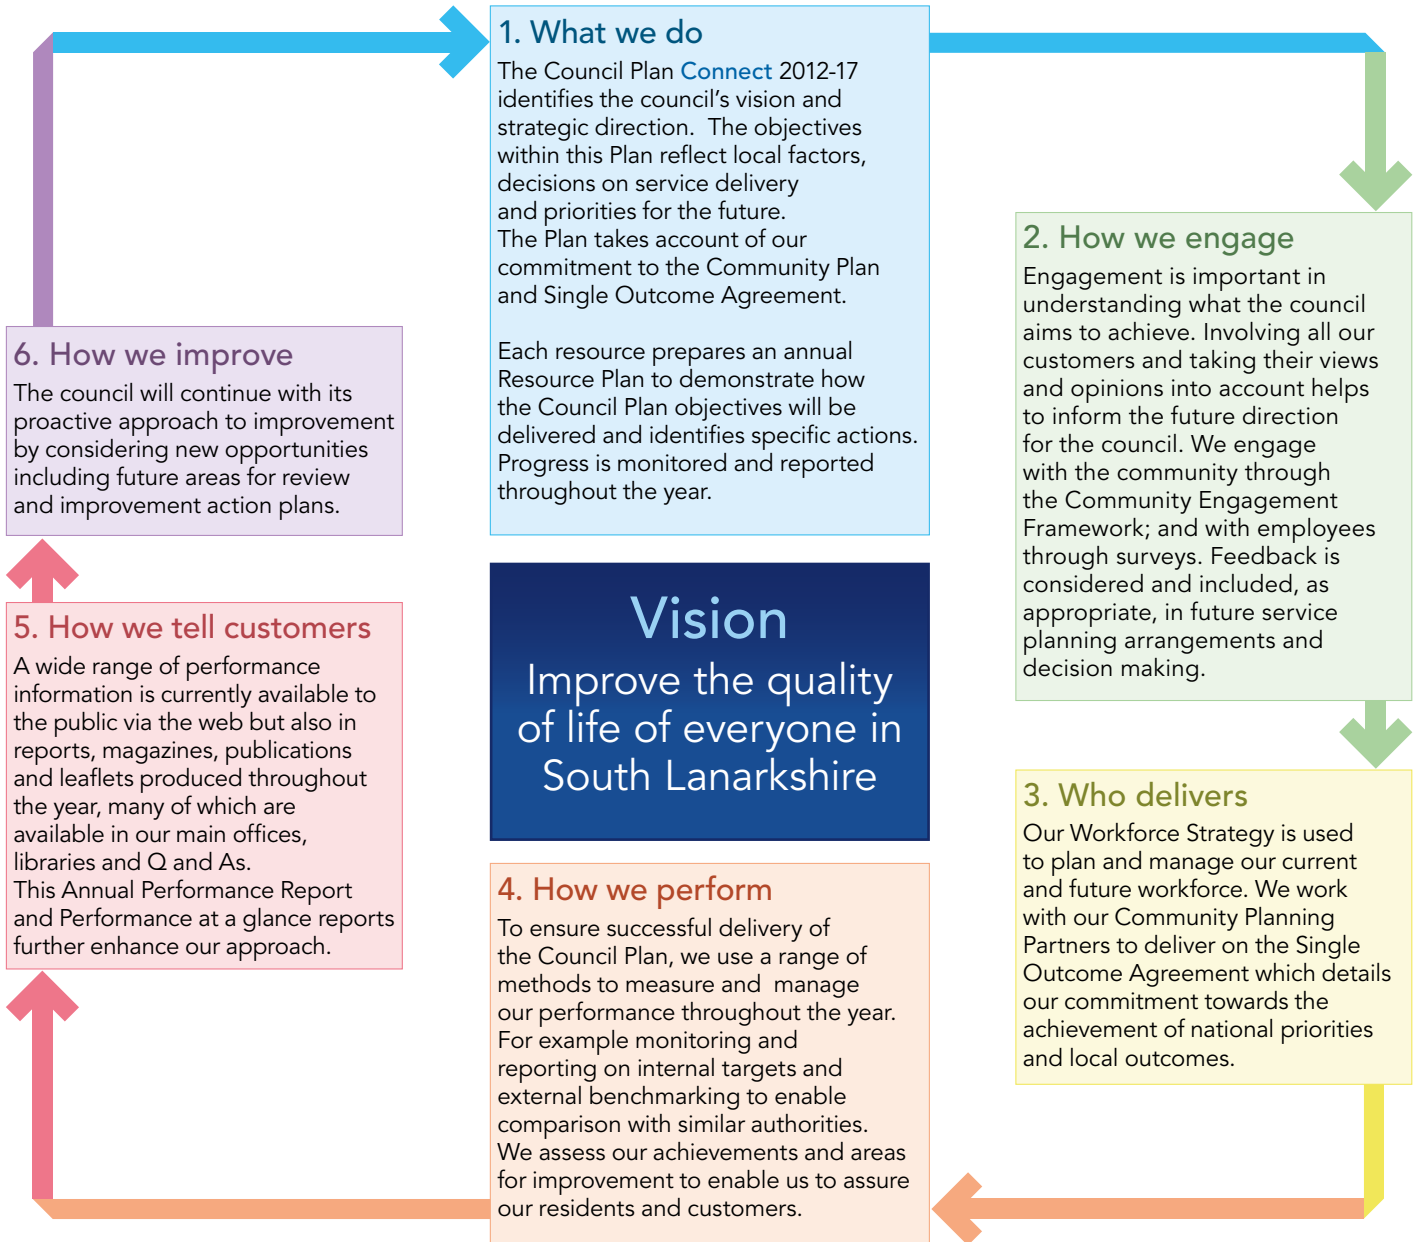 1. What we do
The Council Plan Connect 2012-17
identifies the council's vision and
strategic direction.  The objectives
within this Plan reflect local factors,
decisions on service delivery
and priorities for the future.
The Plan takes account of our
commitment to the Community Plan
and Single Outcome Agreement.
Each resource prepares an annual
Resource Plan to demonstrate how
the Council Plan objectives will be
delivered and identifies specific actions.
Progress is monitored and reported
throughout the year.
2. How we engage
Engagement is important in
understanding what the council
aims to achieve. Involving all our
customers and taking their views
and opinions into account helps
to inform the future direction
for the council. We engage
with the community through
the Community Engagement
Framework; and with employees
through surveys. Feedback is
considered and included, as
appropriate, in future service
planning arrangements and
decision making.
3. Who delivers
Our Workforce Strategy is used
to plan and manage our current
and future workforce. We work
with our Community Planning
Partners to deliver on the Single
Outcome Agreement which details
our commitment towards the
achievement of national priorities
and local outcomes.
4. How we perform
To ensure successful delivery of
the Council Plan, we use a range of
methods to measure and  manage
our performance throughout the year.
For example monitoring and
reporting on internal targets and
external benchmarking to enable
comparison with similar authorities.
We assess our achievements and areas
for improvement to enable us to assure
our residents and customers.
5. How we tell customers
A wide range of performance
information is currently available to
the public via the web but also in
reports, magazines, publications
and leaflets produced throughout
the year, many of which are
available in our main offices,
libraries and Q and As.
This Annual Performance Report
and Performance at a glance reports
further enhance our approach.
6. How we improve
The council will continue with its
proactive approach to improvement
by considering new opportunities
including future areas for review
and improvement action plans.
Vision
Improve the quality
of life of everyone in
South Lanarkshire